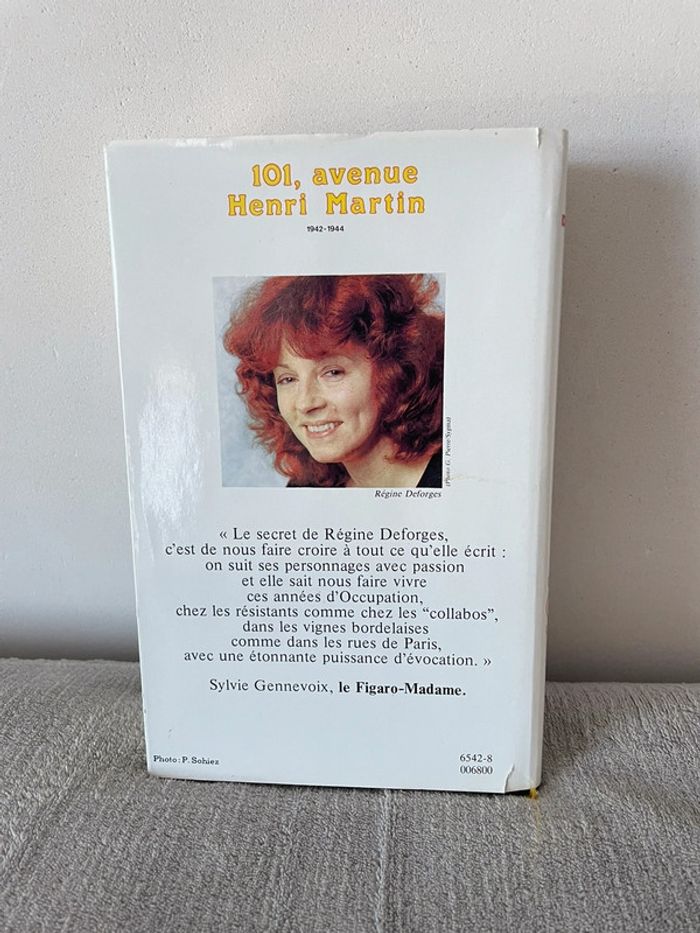 101, avenue
Henri Martin
1942-1944
(Photo G. Pierre/Sygma)
Régine Deforges
« Le secret de Régine Deforges,
c'est de nous faire croire à tout ce qu'elle écrit :
on suit ses personnages avec passion
et elle sait nous faire vivre
ces années d'Occupation,
chez les résistants comme chez les “collabos”,
dans les vignes bordelaises
comme dans les rues de Paris,
avec une étonnante puissance d'évocation. »
Sylvie Gennevoix, le Figaro-Madame.
Photo : P. Sohiez
6542-8
006800